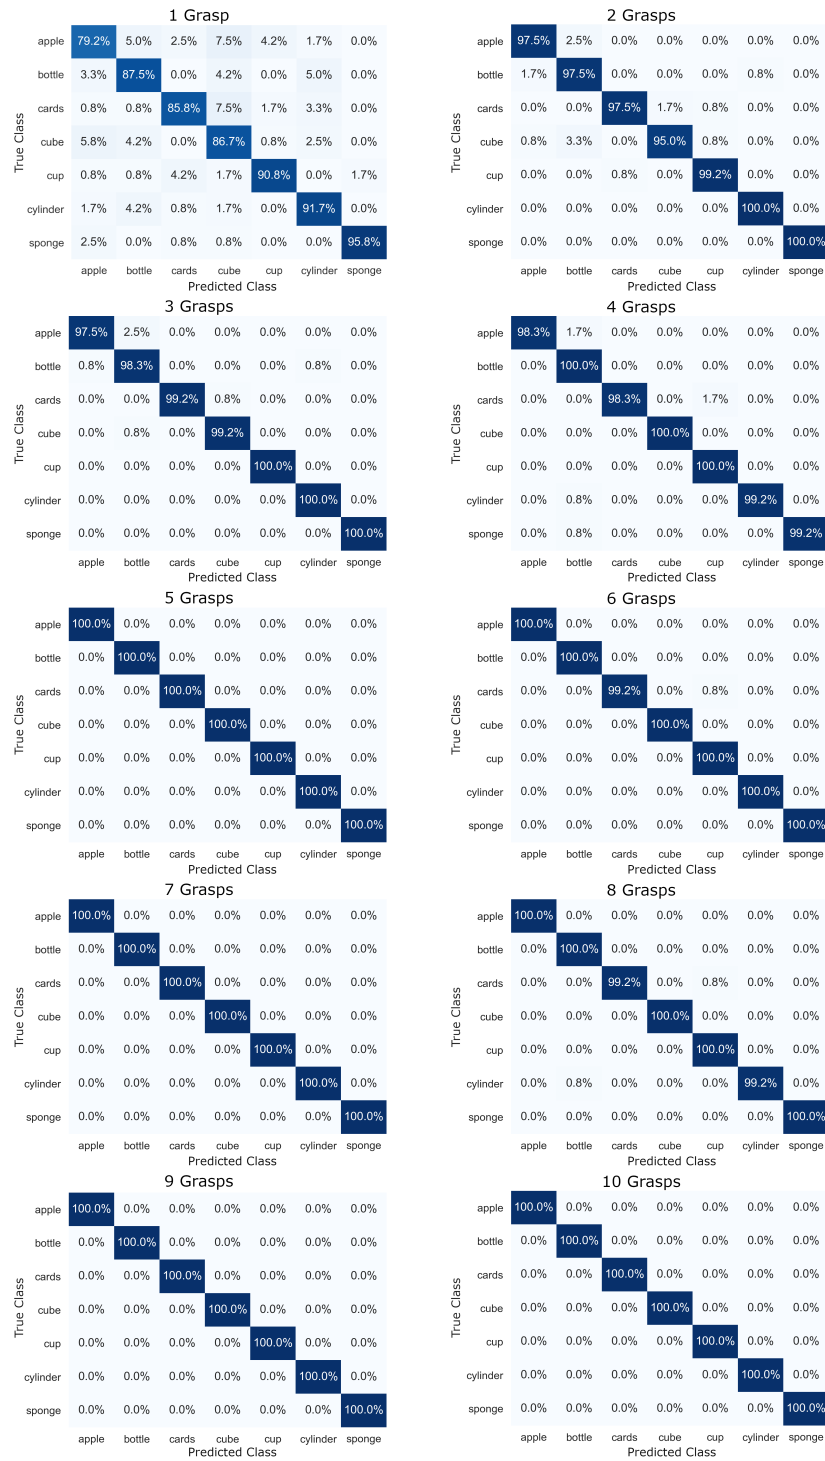 1 Grasp
True Class
apple 79.2% 5.0% 2.5% 7.5% 4.2% 1.7% 0.0%
bottle 3.3% 87.5% 0.0% 4.2% 0.0% 5.0% 0.0%
cards 0.8% 0.8% 85.8% 7.5% 1.7% 3.3% 0.0%
cube 5.8% 4.2% 0.0% 86.7% 0.8% 2.5% 0.0%
cup 0.8% 0.8% 4.2% 1.7% 90.8% 0.0% 1.7%
cylinder 1.7% 4.2% 0.8% 1.7% 0.0% 91.7% 0.0%
sponge 2.5% 0.0% 0.8% 0.8% 0.0% 0.0% 95.8%
apple bottle cards cube cup cylinder sponge
Predicted Class
2 Grasps
True Class
apple 97.5% 2.5% 0.0% 0.0% 0.0% 0.0% 0.0%
bottle 1.7% 97.5% 0.0% 0.0% 0.0% 0.8% 0.0%
cards 0.0% 0.0% 97.5% 1.7% 0.8% 0.0% 0.0%
cube 0.8% 3.3% 0.0% 95.0% 0.8% 0.0% 0.0%
cup 0.0% 0.0% 0.8% 0.0% 99.2% 0.0% 0.0%
cylinder 0.0% 0.0% 0.0% 0.0% 0.0% 100.0% 0.0%
sponge 0.0% 0.0% 0.0% 0.0% 0.0% 0.0% 100.0%
apple bottle cards cube cup cylinder sponge
Predicted Class
3 Grasps
True Class
apple 97.5% 2.5% 0.0% 0.0% 0.0% 0.0% 0.0%
bottle 0.8% 98.3% 0.0% 0.0% 0.0% 0.8% 0.0%
cards 0.0% 0.0% 99.2% 0.8% 0.0% 0.0% 0.0%
cube 0.0% 0.8% 0.0% 99.2% 0.0% 0.0% 0.0%
cup 0.0% 0.0% 0.0% 0.0% 100.0% 0.0% 0.0%
cylinder 0.0% 0.0% 0.0% 0.0% 0.0% 100.0% 0.0%
sponge 0.0% 0.0% 0.0% 0.0% 0.0% 0.0% 100.0%
apple bottle cards cube cup cylinder sponge
Predicted Class
4 Grasps
True Class
apple 98.3% 1.7% 0.0% 0.0% 0.0% 0.0% 0.0%
bottle 0.0% 100.0% 0.0% 0.0% 0.0% 0.0% 0.0%
cards 0.0% 0.0% 98.3% 0.0% 1.7% 0.0% 0.0%
cube 0.0% 0.0% 0.0% 100.0% 0.0% 0.0% 0.0%
cup 0.0% 0.0% 0.0% 0.0% 100.0% 0.0% 0.0%
cylinder 0.0% 0.8% 0.0% 0.0% 0.0% 99.2% 0.0%
sponge 0.0% 0.8% 0.0% 0.0% 0.0% 0.0% 99.2%
apple bottle cards cube cup cylinder sponge
Predicted Class
5 Grasps
True Class
apple 100.0% 0.0% 0.0% 0.0% 0.0% 0.0% 0.0%
bottle 0.0% 100.0% 0.0% 0.0% 0.0% 0.0% 0.0%
cards 0.0% 0.0% 100.0% 0.0% 0.0% 0.0% 0.0%
cube 0.0% 0.0% 0.0% 100.0% 0.0% 0.0% 0.0%
cup 0.0% 0.0% 0.0% 0.0% 100.0% 0.0% 0.0%
cylinder 0.0% 0.0% 0.0% 0.0% 0.0% 100.0% 0.0%
sponge 0.0% 0.0% 0.0% 0.0% 0.0% 0.0% 100.0%
apple bottle cards cube cup cylinder sponge
Predicted Class
6 Grasps
True Class
apple 100.0% 0.0% 0.0% 0.0% 0.0% 0.0% 0.0%
bottle 0.0% 100.0% 0.0% 0.0% 0.0% 0.0% 0.0%
cards 0.0% 0.0% 99.2% 0.0% 0.8% 0.0% 0.0%
cube 0.0% 0.0% 0.0% 100.0% 0.0% 0.0% 0.0%
cup 0.0% 0.0% 0.0% 0.0% 100.0% 0.0% 0.0%
cylinder 0.0% 0.0% 0.0% 0.0% 0.0% 100.0% 0.0%
sponge 0.0% 0.0% 0.0% 0.0% 0.0% 0.0% 100.0%
apple bottle cards cube cup cylinder sponge
Predicted Class
7 Grasps
True Class
apple 100.0% 0.0% 0.0% 0.0% 0.0% 0.0% 0.0%
bottle 0.0% 100.0% 0.0% 0.0% 0.0% 0.0% 0.0%
cards 0.0% 0.0% 100.0% 0.0% 0.0% 0.0% 0.0%
cube 0.0% 0.0% 0.0% 100.0% 0.0% 0.0% 0.0%
cup 0.0% 0.0% 0.0% 0.0% 100.0% 0.0% 0.0%
cylinder 0.0% 0.0% 0.0% 0.0% 0.0% 100.0% 0.0%
sponge 0.0% 0.0% 0.0% 0.0% 0.0% 0.0% 100.0%
apple bottle cards cube cup cylinder sponge
Predicted Class
8 Grasps
True Class
apple 100.0% 0.0% 0.0% 0.0% 0.0% 0.0% 0.0%
bottle 0.0% 100.0% 0.0% 0.0% 0.0% 0.0% 0.0%
cards 0.0% 0.0% 99.2% 0.0% 0.8% 0.0% 0.0%
cube 0.0% 0.0% 0.0% 100.0% 0.0% 0.0% 0.0%
cup 0.0% 0.0% 0.0% 0.0% 100.0% 0.0% 0.0%
cylinder 0.0% 0.8% 0.0% 0.0% 0.0% 99.2% 0.0%
sponge 0.0% 0.0% 0.0% 0.0% 0.0% 0.0% 100.0%
apple bottle cards cube cup cylinder sponge
Predicted Class
9 Grasps
True Class
apple 100.0% 0.0% 0.0% 0.0% 0.0% 0.0% 0.0%
bottle 0.0% 100.0% 0.0% 0.0% 0.0% 0.0% 0.0%
cards 0.0% 0.0% 100.0% 0.0% 0.0% 0.0% 0.0%
cube 0.0% 0.0% 0.0% 100.0% 0.0% 0.0% 0.0%
cup 0.0% 0.0% 0.0% 0.0% 100.0% 0.0% 0.0%
cylinder 0.0% 0.0% 0.0% 0.0% 0.0% 100.0% 0.0%
sponge 0.0% 0.0% 0.0% 0.0% 0.0% 0.0% 100.0%
apple bottle cards cube cup cylinder sponge
Predicted Class
10 Grasps
True Class
apple 100.0% 0.0% 0.0% 0.0% 0.0% 0.0% 0.0%
bottle 0.0% 100.0% 0.0% 0.0% 0.0% 0.0% 0.0%
cards 0.0% 0.0% 100.0% 0.0% 0.0% 0.0% 0.0%
cube 0.0% 0.0% 0.0% 100.0% 0.0% 0.0% 0.0%
cup 0.0% 0.0% 0.0% 0.0% 100.0% 0.0% 0.0%
cylinder 0.0% 0.0% 0.0% 0.0% 0.0% 100.0% 0.0%
sponge 0.0% 0.0% 0.0% 0.0% 0.0% 0.0% 100.0%
apple bottle cards cube cup cylinder sponge
Predicted Class